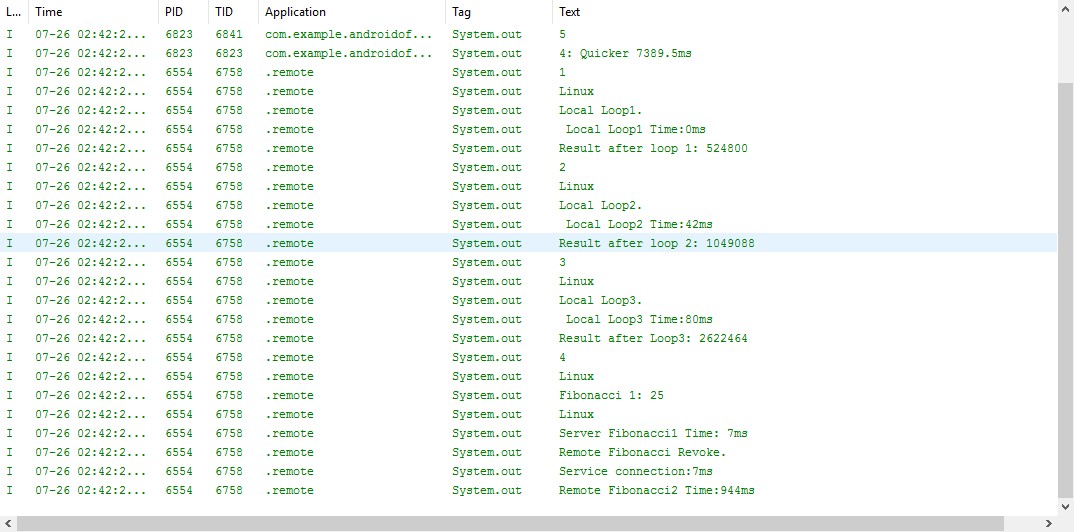 L... Time PID TID Application Tag Text
I 07-26 02:42:2... 6823 6841 com.example.androidof... System.out 5
I 07-26 02:42:2... 6823 6823 com.example.androidof... System.out 4: Quicker 7389.5ms
I 07-26 02:42:2... 6554 6758 .remote System.out 1
I 07-26 02:42:2... 6554 6758 .remote System.out Linux
I 07-26 02:42:2... 6554 6758 .remote System.out Local Loop1.
I 07-26 02:42:2... 6554 6758 .remote System.out Local Loop1 Time:0ms
I 07-26 02:42:2... 6554 6758 .remote System.out Result after loop 1: 524800
I 07-26 02:42:2... 6554 6758 .remote System.out 2
I 07-26 02:42:2... 6554 6758 .remote System.out Linux
I 07-26 02:42:2... 6554 6758 .remote System.out Local Loop2.
I 07-26 02:42:2... 6554 6758 .remote System.out Local Loop2 Time:42ms
I 07-26 02:42:2... 6554 6758 .remote System.out Result after loop 2: 1049088
I 07-26 02:42:2... 6554 6758 .remote System.out 3
I 07-26 02:42:2... 6554 6758 .remote System.out Linux
I 07-26 02:42:2... 6554 6758 .remote System.out Local Loop3.
I 07-26 02:42:2... 6554 6758 .remote System.out Local Loop3 Time:80ms
I 07-26 02:42:2... 6554 6758 .remote System.out Result after Loop3: 2622464
I 07-26 02:42:2... 6554 6758 .remote System.out 4
I 07-26 02:42:2... 6554 6758 .remote System.out Linux
I 07-26 02:42:2... 6554 6758 .remote System.out Fibonacci 1: 25
I 07-26 02:42:2... 6554 6758 .remote System.out Linux
I 07-26 02:42:2... 6554 6758 .remote System.out Server Fibonacci1 Time: 7ms
I 07-26 02:42:2... 6554 6758 .remote System.out Remote Fibonacci Revoke.
I 07-26 02:42:2... 6554 6758 .remote System.out Service connection:7ms
I 07-26 02:42:2... 6554 6758 .remote System.out Remote Fibonacci2 Time:944ms